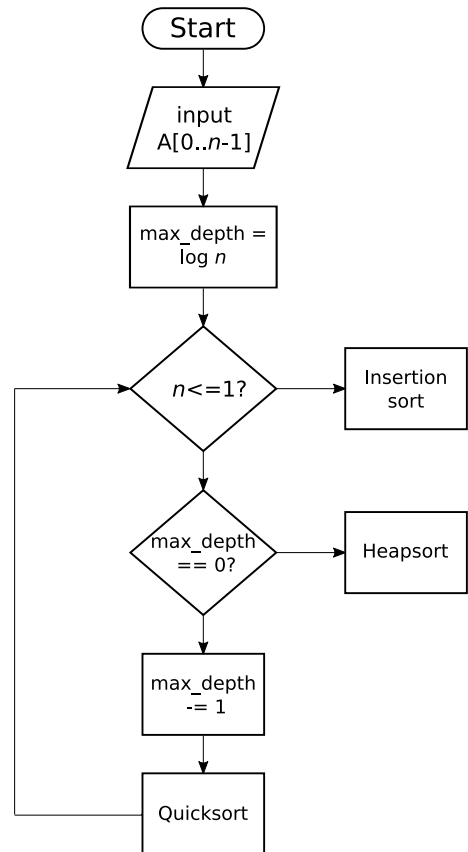 Start
input
A[0..n-1]
max_depth =
log n
n<=1?
Insertion
sort
max_depth
== 0?
Heapsort
max_depth
-= 1
Quicksort